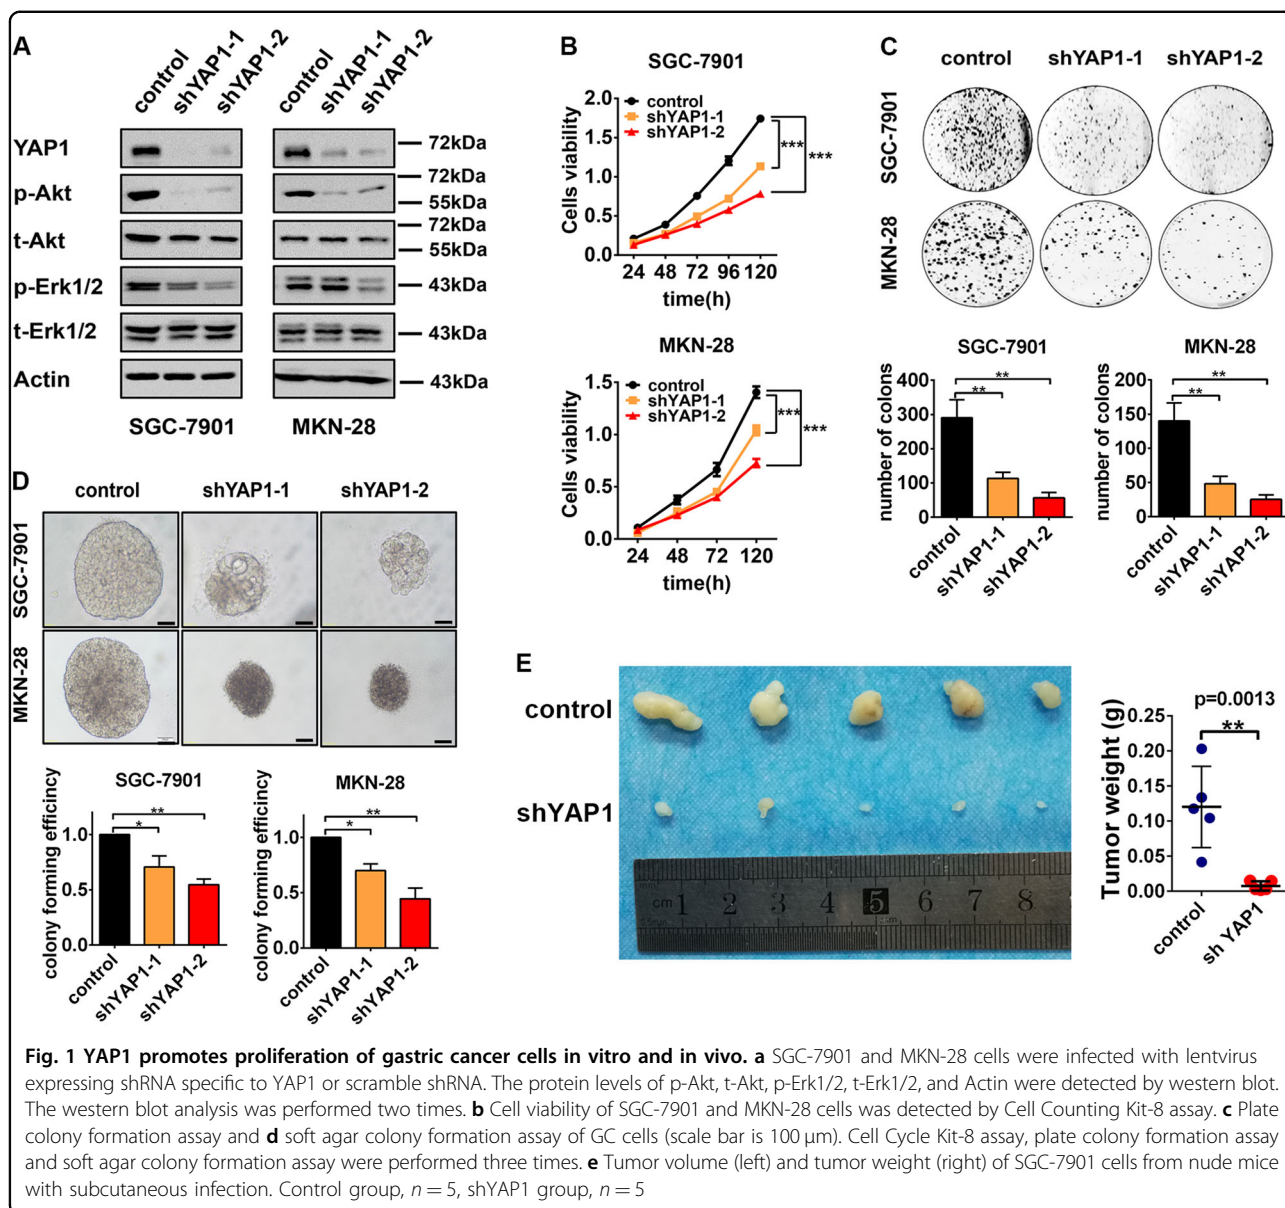 A
control
shYAP1-1
shYAP1-2
control
shYAP1-1
shYAP1-2
YAP1
72kDa
p-Akt
72kDa
55kDa
t-Akt
72kDa
55kDa
p-Erk1/2
43kDa
t-Erk1/2
43kDa
Actin
43kDa
SGC-7901
MKN-28
B
SGC-7901
Cells viability
2.0
1.5
1.0
0.5
0.0
control
shYAP1-1
shYAP1-2
***
***
24 48 72 96 120
time(h)
MKN-28
Cells viability
1.5
1.0
0.5
0.0
control
shYAP1-1
shYAP1-2
***
***
24 48 72 120
time(h)
C
control
shYAP1-1
shYAP1-2
SGC-7901
MKN-28
SGC-7901
number of colons
400
300
200
100
0
**
**
control
shYAP1-1
shYAP1-2
MKN-28
number of colons
200
150
100
50
0
**
**
control
shYAP1-1
shYAP1-2
D
control
shYAP1-1
shYAP1-2
SGC-7901
MKN-28
SGC-7901
colony forming efficincy
1.0
0.5
0.0
**
*
control
shYAP1-1
shYAP1-2
MKN-28
colony forming efficincy
1.0
0.5
0.0
**
*
control
shYAP1-1
shYAP1-2
E
control
shYAP1
cm 1 2 3 4 5 6 7 8
p=0.0013
**
Tumor weight (g)
0.25
0.20
0.15
0.10
0.05
0.00
control
sh YAP1
Fig. 1 YAP1 promotes proliferation of gastric cancer cells in vitro and in vivo. a SGC-7901 and MKN-28 cells were infected with lentvirus
expressing shRNA specific to YAP1 or scramble shRNA. The protein levels of p-Akt, t-Akt, p-Erk1/2, t-Erk1/2, and Actin were detected by western blot.
The western blot analysis was performed two times. b Cell viability of SGC-7901 and MKN-28 cells was detected by Cell Counting Kit-8 assay. c Plate
colony formation assay and d soft agar colony formation assay of GC cells (scale bar is 100 μm). Cell Cycle Kit-8 assay, plate colony formation assay
and soft agar colony formation assay were performed three times. e Tumor volume (left) and tumor weight (right) of SGC-7901 cells from nude mice
with subcutaneous infection. Control group, n = 5, shYAP1 group, n = 5